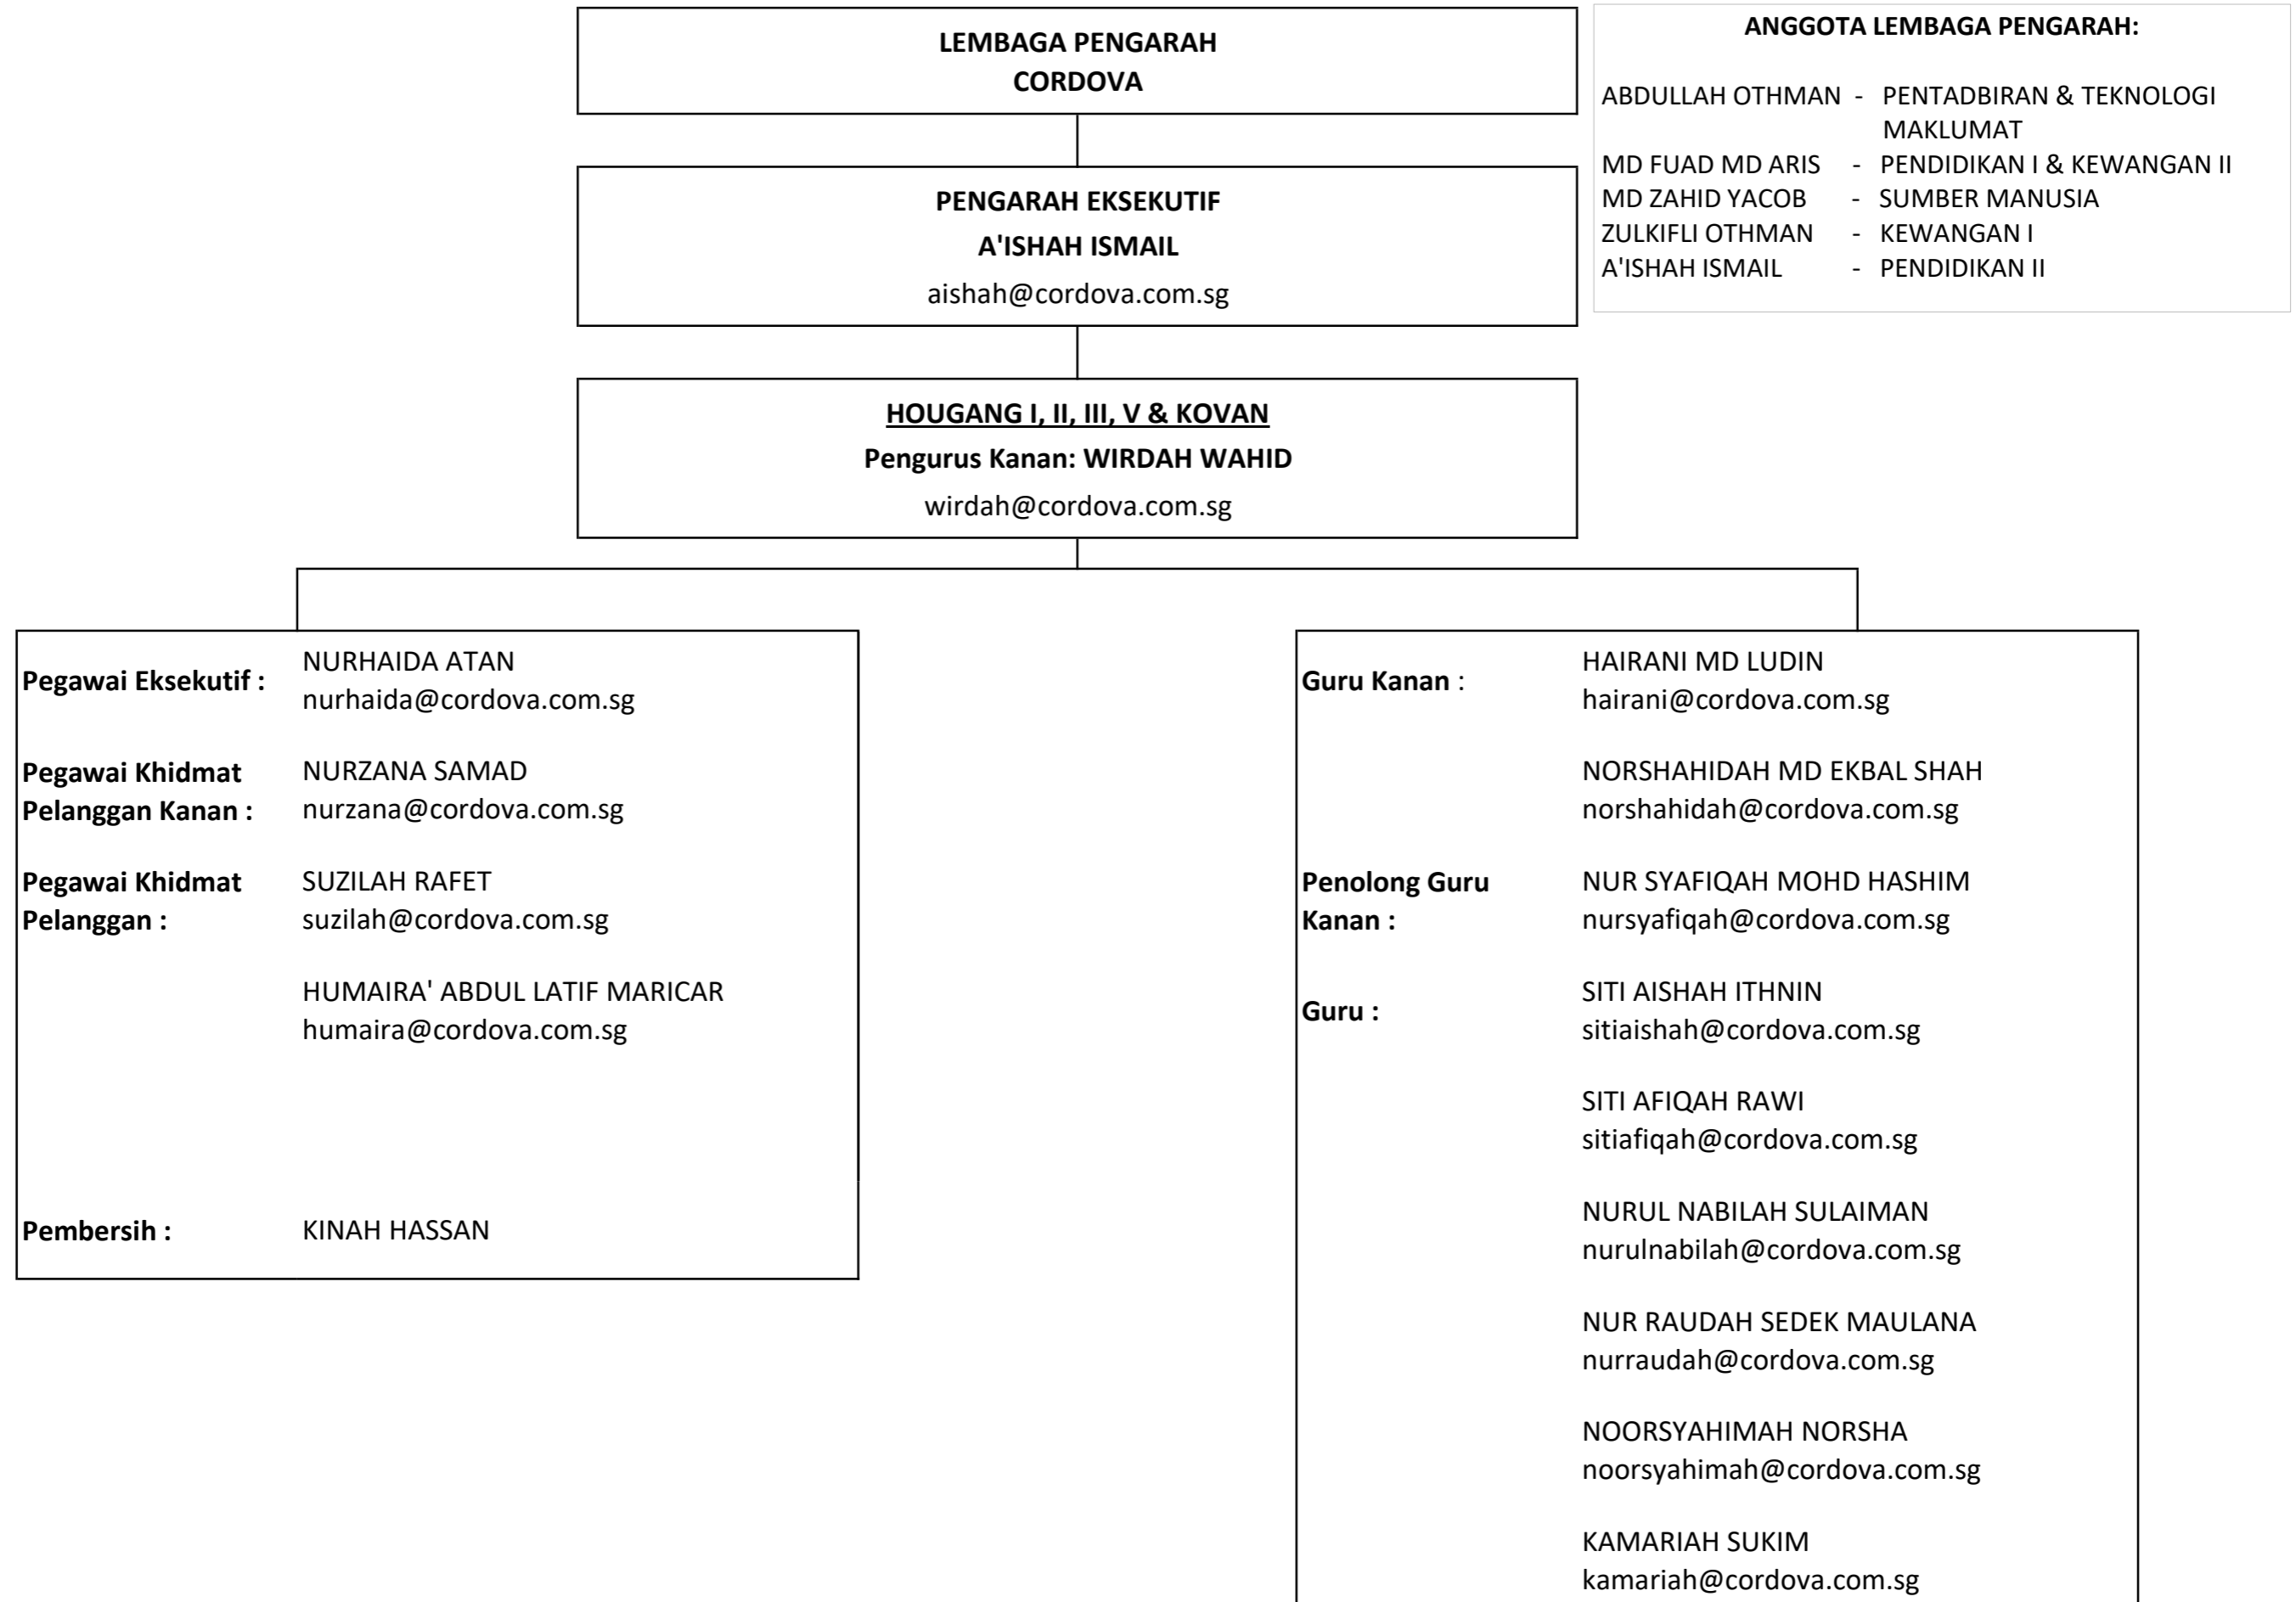 LEMBAGA PENGARAH
CORDOVA
ANGGOTA LEMBAGA PENGARAH:
ABDULLAH OTHMAN - PENTADBIRAN & TEKNOLOGI
MAKLUMAT
MD FUAD MD ARIS - PENDIDIKAN I & KEWANGAN II
MD ZAHID YACOB - SUMBER MANUSIA
ZULKIFLI OTHMAN - KEWANGAN I
A'ISHAH ISMAIL - PENDIDIKAN II
PENGARAH EKSEKUTIF
A'ISHAH ISMAIL
aishah@cordova.com.sg
HOUGANG I, II, III, V & KOVAN
Pengurus Kanan: WIRDAH WAHID
wirdah@cordova.com.sg
Pegawai Eksekutif :
NURHAIDA ATAN
nurhaida@cordova.com.sg
Pegawai Khidmat
Pelanggan Kanan :
NURZANA SAMAD
nurzana@cordova.com.sg
Pegawai Khidmat
Pelanggan :
SUZILAH RAFET
suzilah@cordova.com.sg
HUMAIRA' ABDUL LATIF MARICAR
humaira@cordova.com.sg
Pembersih :
KINAH HASSAN
Guru Kanan :
HAIRANI MD LUDIN
hairani@cordova.com.sg
NORSHAHIDAH MD EKBAL SHAH
norshahidah@cordova.com.sg
Penolong Guru
Kanan :
NUR SYAFIQAH MOHD HASHIM
nursyafiqah@cordova.com.sg
Guru :
SITI AISHAH ITHNIN
sitiaishah@cordova.com.sg
SITI AFIQAH RAWI
sitiafiqah@cordova.com.sg
NURUL NABILAH SULAIMAN
nurulnabilah@cordova.com.sg
NUR RAUDAH SEDEK MAULANA
nurraudah@cordova.com.sg
NOORSYAHIMAH NORSHA
noorsyahimah@cordova.com.sg
KAMARIAH SUKIM
kamariah@cordova.com.sg